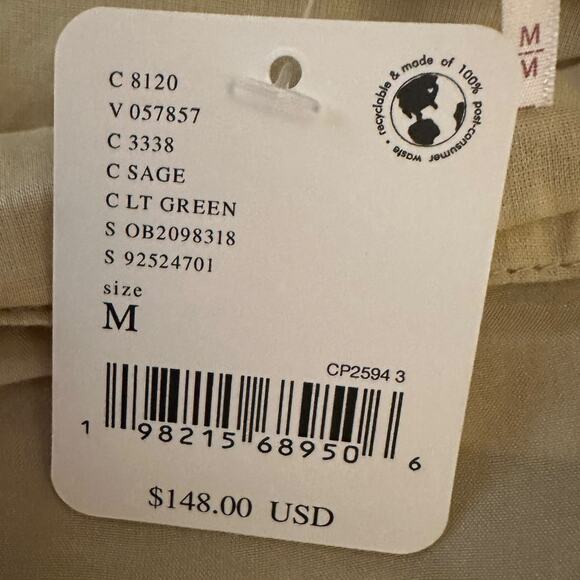 C 8120
V 057857
C 3338
C SAGE
C LT GREEN
S OB2098318
S 92524701
size
M
recyclable & made of 100% post-consumer waste •
M
M
CP2594 3
1 98215 68950 6
$148.00 USD